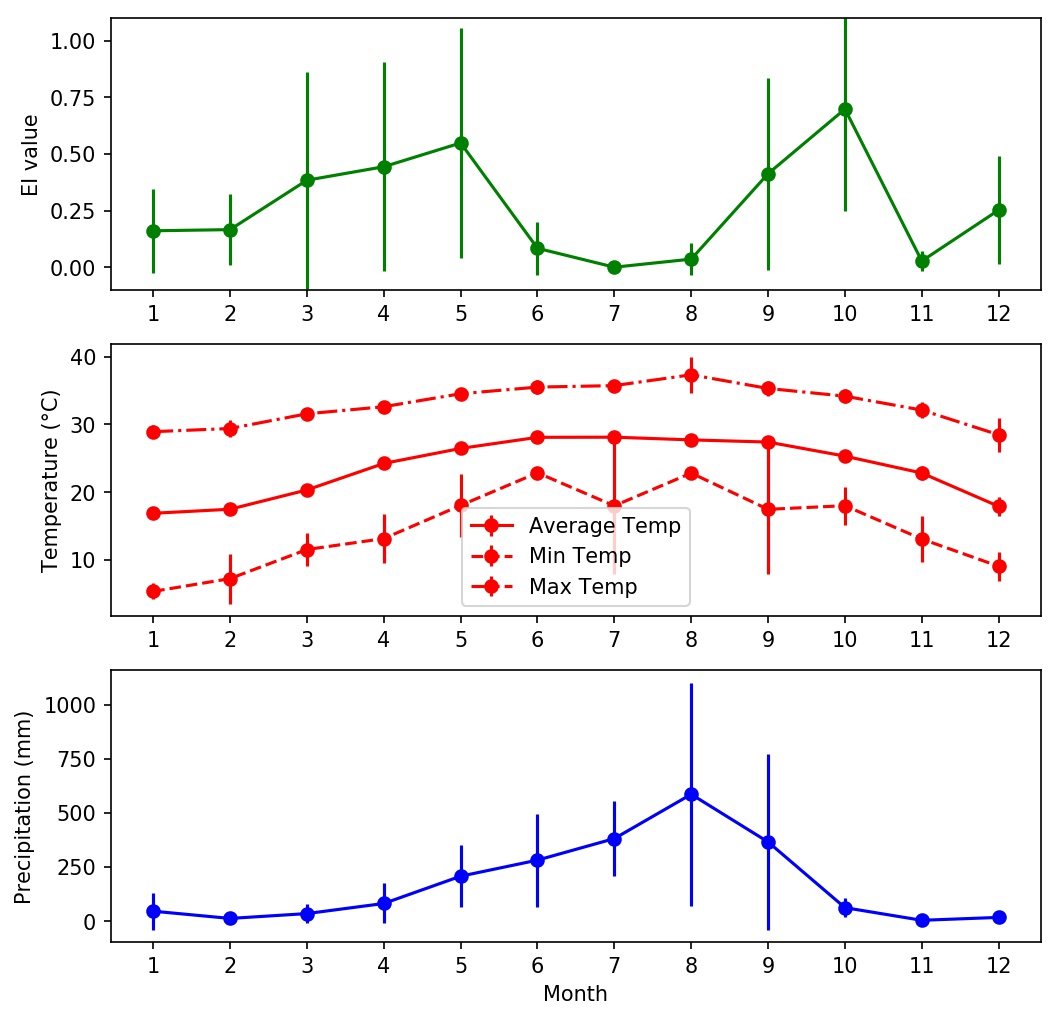 EI value
1.00
0.75
0.50
0.25
0.00
1 2 3 4 5 6 7 8 9 10 11 12
Temperature (°C)
40
30
20
10
Average Temp
Min Temp
Max Temp
1 2 3 4 5 6 7 8 9 10 11 12
Precipitation (mm)
1000
750
500
250
0
1 2 3 4 5 6 7 8 9 10 11 12
Month